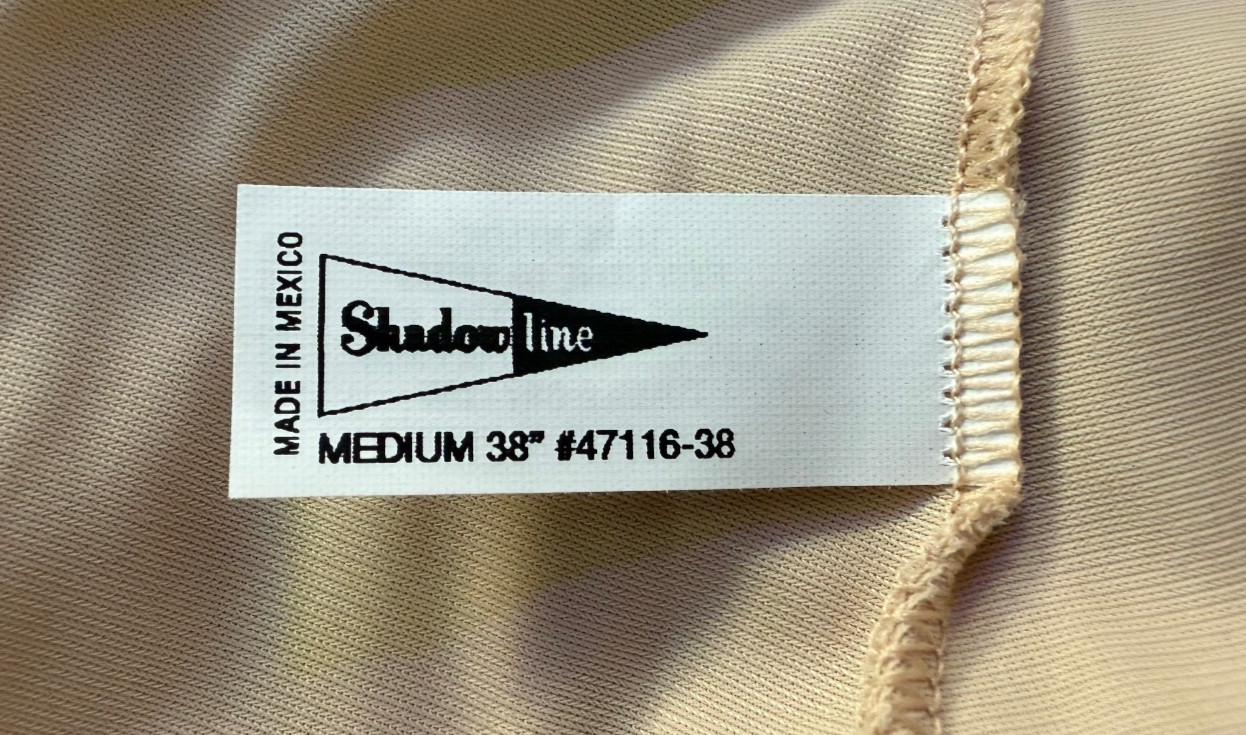 MADE IN MEXICO
Shadowline
MEDIUM 38” #47116-38